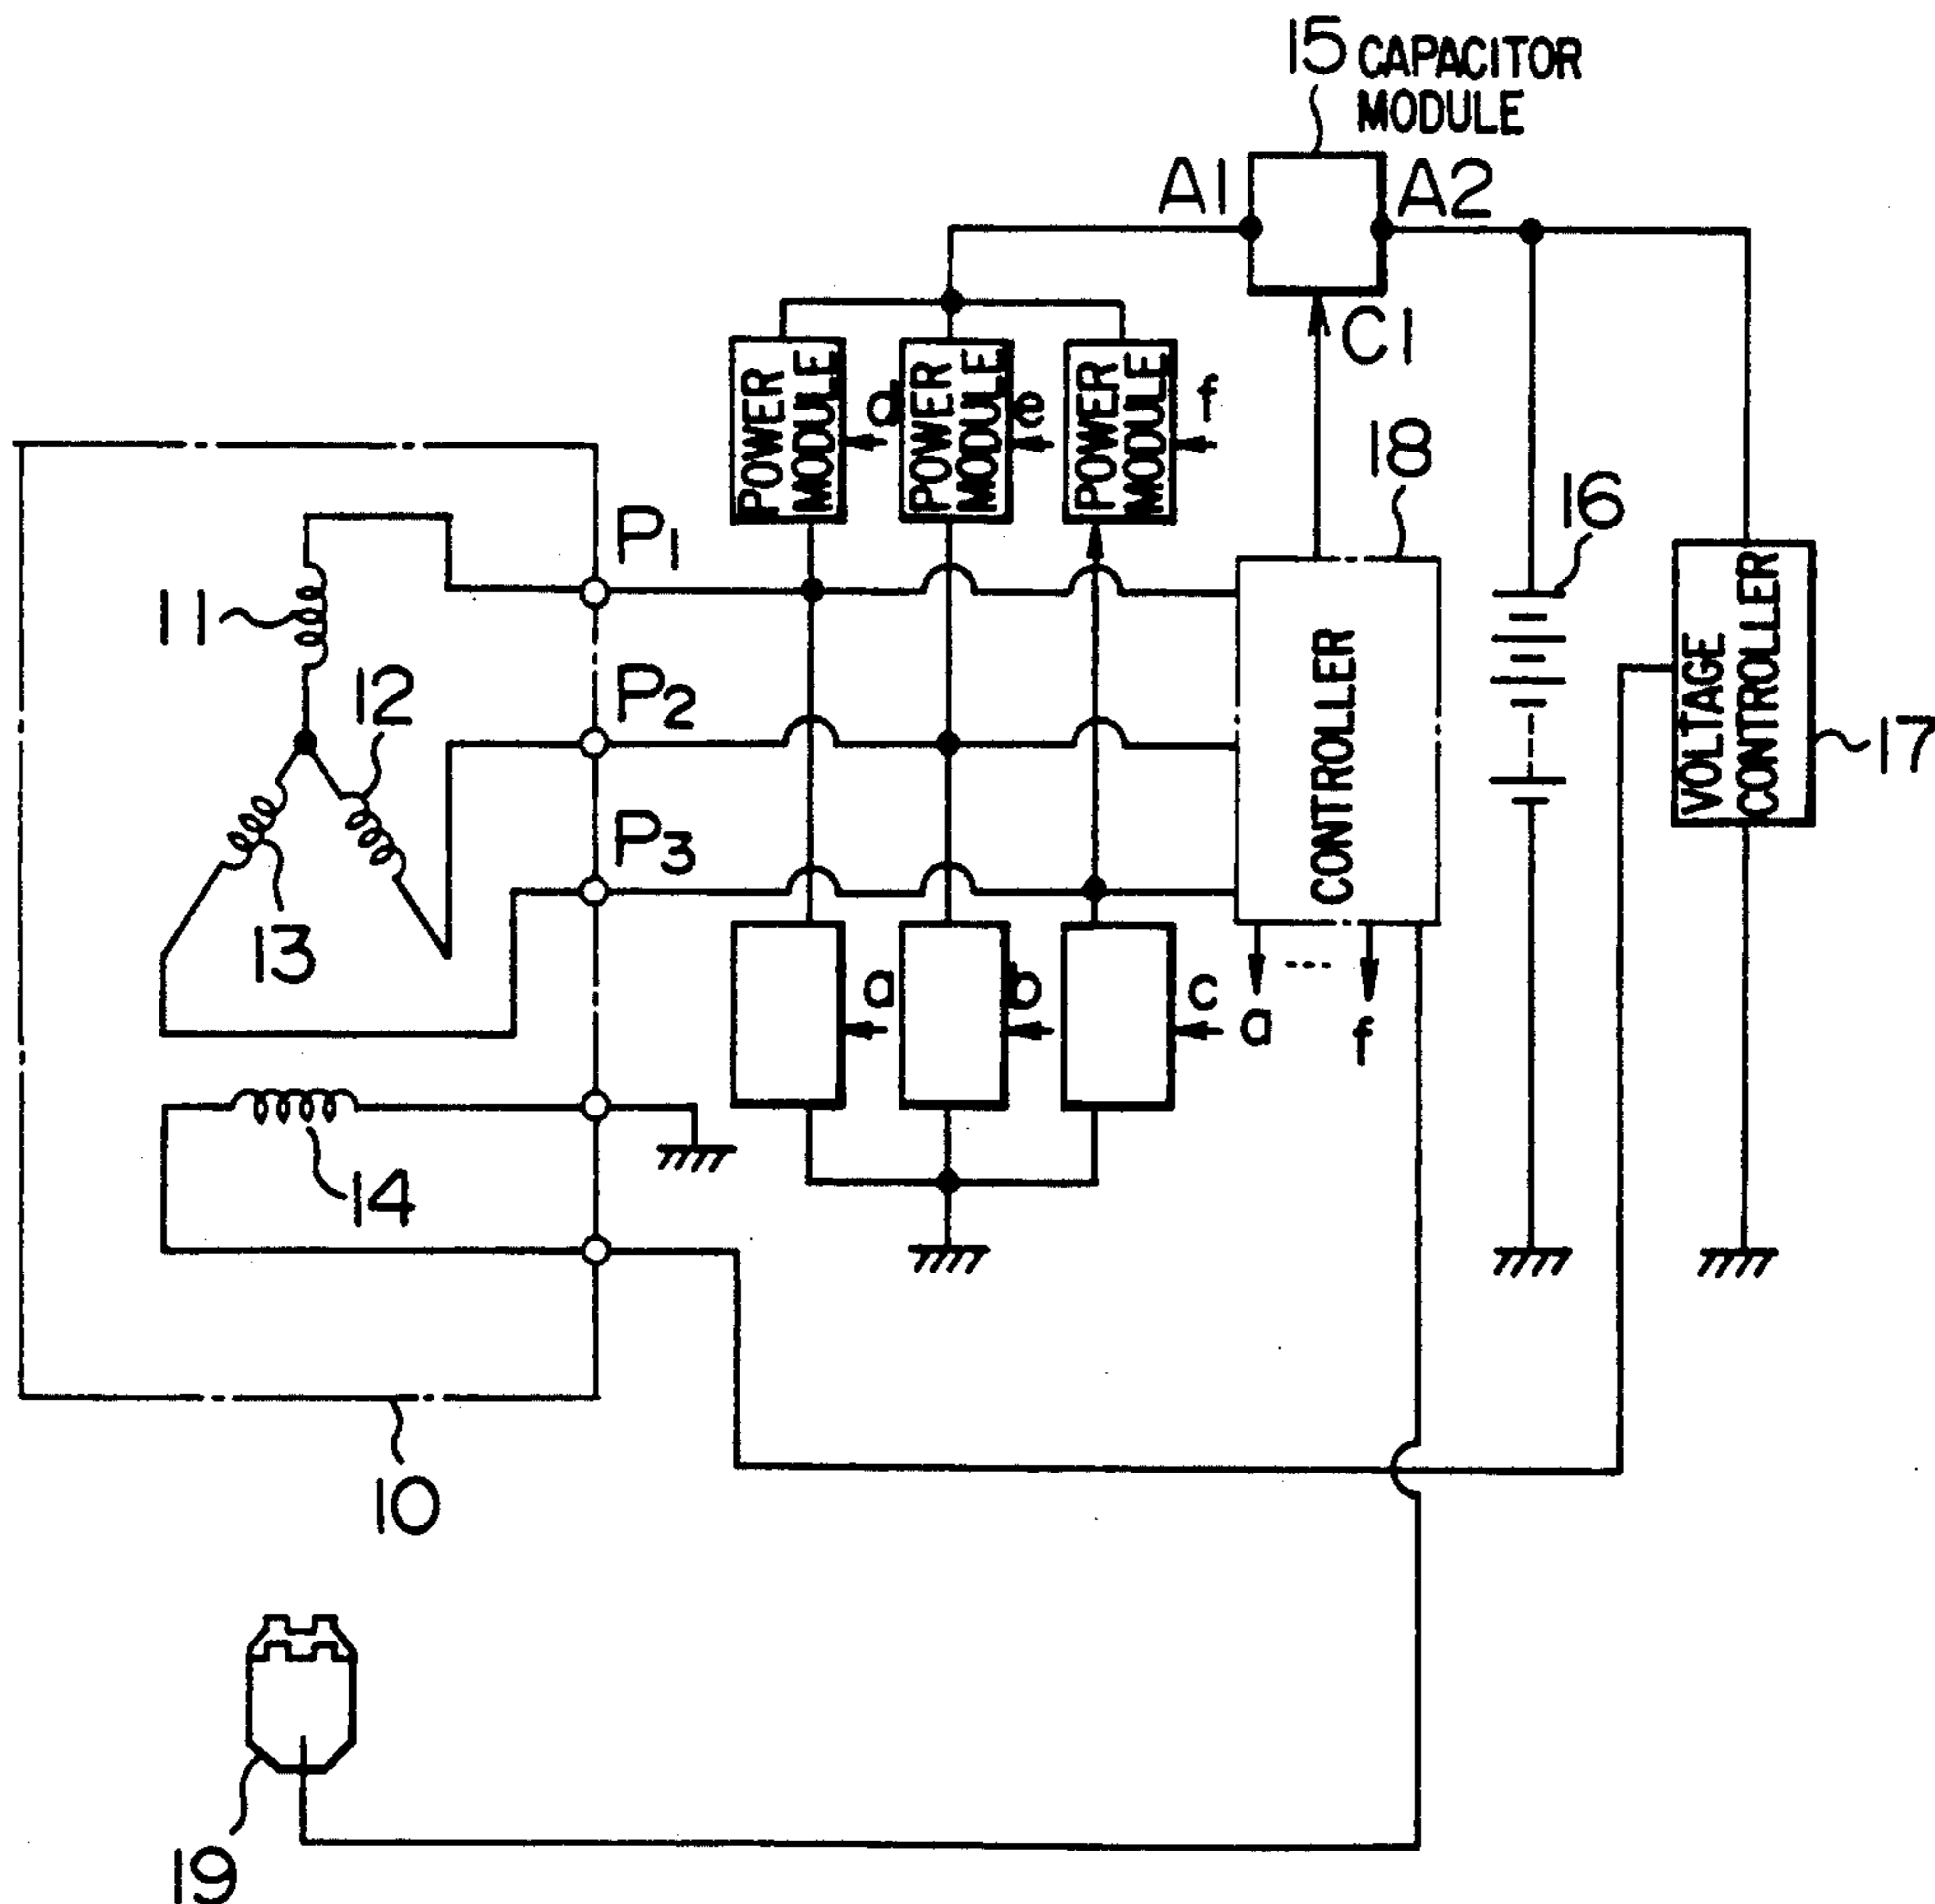 15 CAPACITOR
MODULE
A1
A2
C1
POWER
MODULE
d
POWER
MODULE
e
POWER
MODULE
f
18
16
P1
11
P2
12
CONTROLLER
VOLTAGE
CONTROLLER
17
P3
13
a
b
c
a
---
f
14
10
19